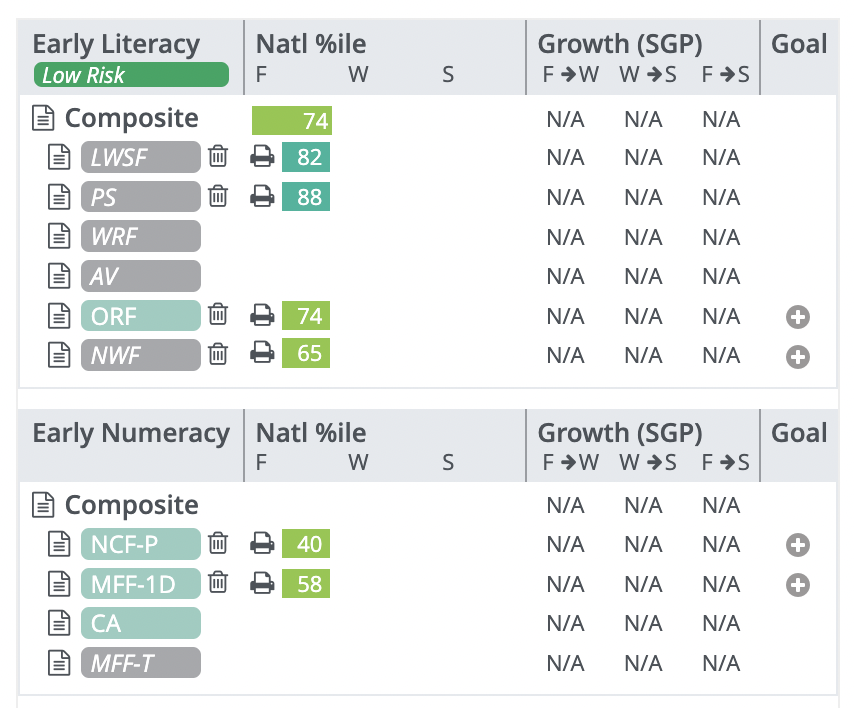 Early Literacy Natl %ile Growth (SGP) Goal
Low Risk F W S F → W W → S F → S
Composite 74 N/A N/A N/A
LWSF 82 N/A N/A N/A
PS 88 N/A N/A N/A
WRF N/A N/A N/A
AV N/A N/A N/A
ORF 74 N/A N/A N/A
NWF 65 N/A N/A N/A
Early Numeracy Natl %ile Growth (SGP) Goal
F W S F → W W → S F → S
Composite N/A N/A N/A
NCF-P 40 N/A N/A N/A
MFF-1D 58 N/A N/A N/A
CA N/A N/A N/A
MFF-T N/A N/A N/A